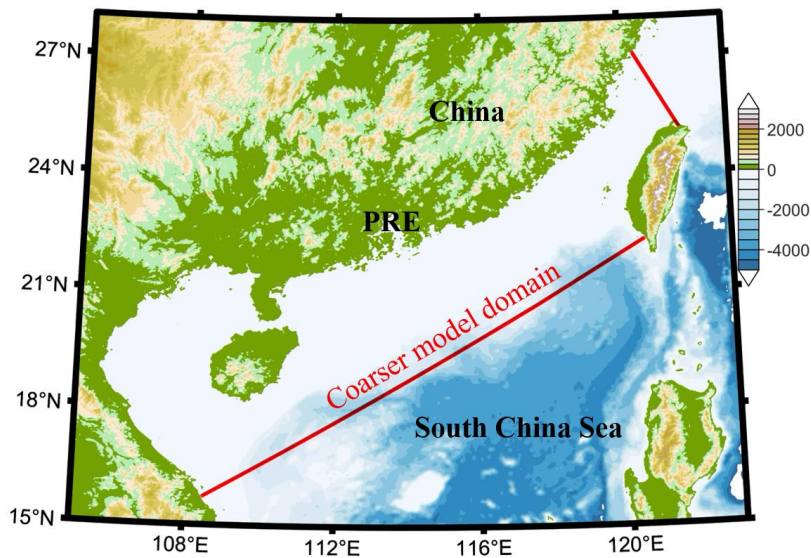 27°N
24°N
21°N
18°N
15°N
108°E
112°E
116°E
120°E
China
PRE
Coarser model domain
South China Sea
2000
0
-2000
-4000